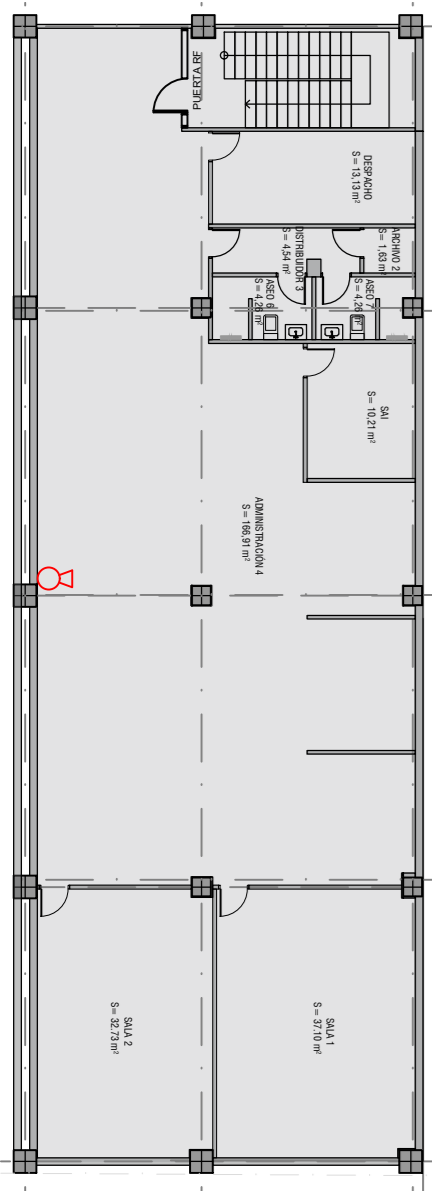 PUERTA RF
DESPACHO
S = 13,13 m²
ARCHIVO 2
S = 1,63 m²
DISTRIBUIDOR 3
S = 4,54 m²
ASEO 6
S = 4,26 m²
ASEO 7
S = 4,26 m²
SAI
S = 10,21 m²
ADMINISTRACIÓN 4
S = 166,91 m²
SALA 2
S = 32.73 m²
SALA 1
S = 37.10 m²